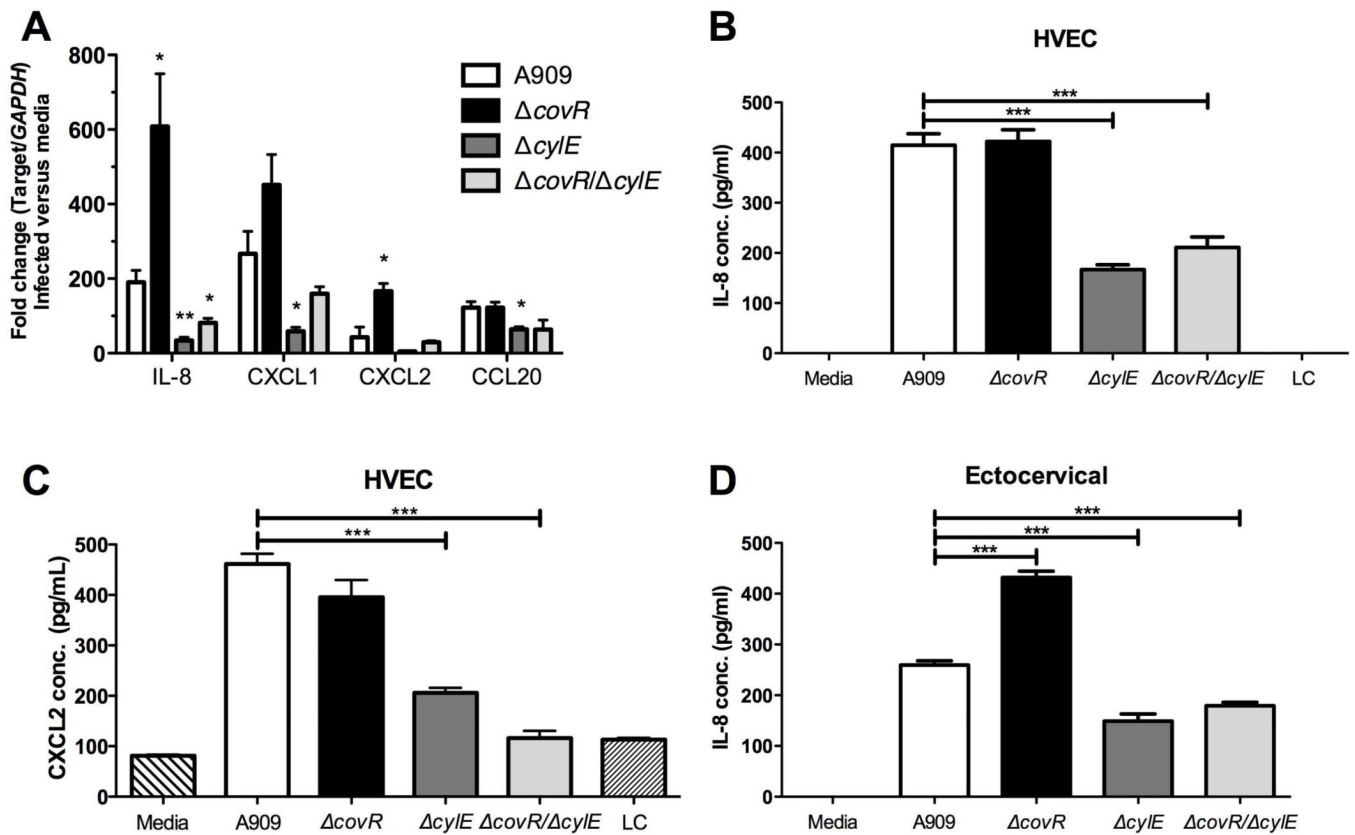 A
Fold change (Target/GAPDH)
Infected versus media
800
600
400
200
0
*
**
*
*
*
*
IL-8
CXCL1
CXCL2
CCL20
A909
ΔcovR
ΔcylE
ΔcovR/ΔcylE
B
HVEC
IL-8 conc. (pg/ml)
500
400
300
200
100
0
***
***
Media
A909
ΔcovR
ΔcylE
ΔcovR/ΔcylE
LC
C
HVEC
CXCL2 conc. (pg/mL)
500
400
300
200
100
0
***
***
Media
A909
ΔcovR
ΔcylE
ΔcovR/ΔcylE
LC
D
Ectocervical
IL-8 conc. (pg/ml)
500
400
300
200
100
0
***
***
***
Media
A909
ΔcovR
ΔcylE
ΔcovR/ΔcylE